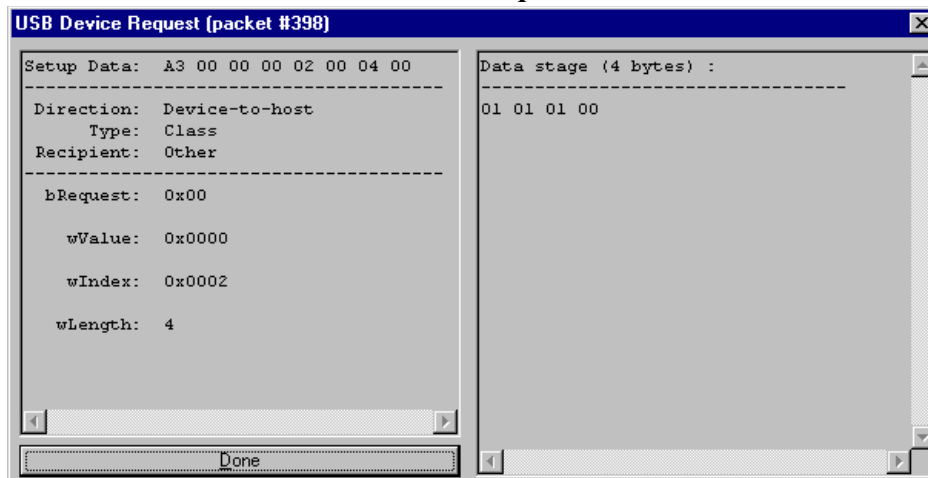 USB Device Request (packet #398)
Setup Data: A3 00 00 00 02 00 04 00
----------------------------------------
Direction: Device-to-host
Type: Class
Recipient: Other
----------------------------------------
bRequest: 0x00
wValue: 0x0000
wIndex: 0x0002
wLength: 4
Done
Data stage (4 bytes) :
----------------------------------
01 01 01 00